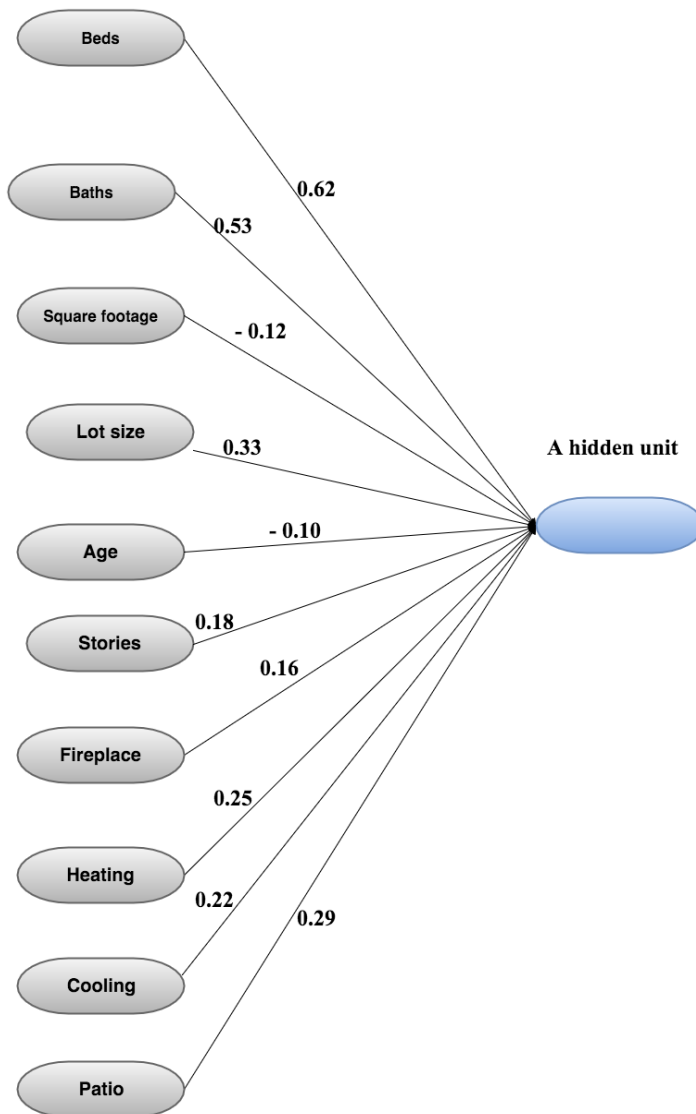 Beds
0.62
Baths
0.53
Square footage
- 0.12
Lot size
0.33
A hidden unit
Age
- 0.10
Stories
0.18
Fireplace
0.16
Heating
0.25
Cooling
0.22
Patio
0.29